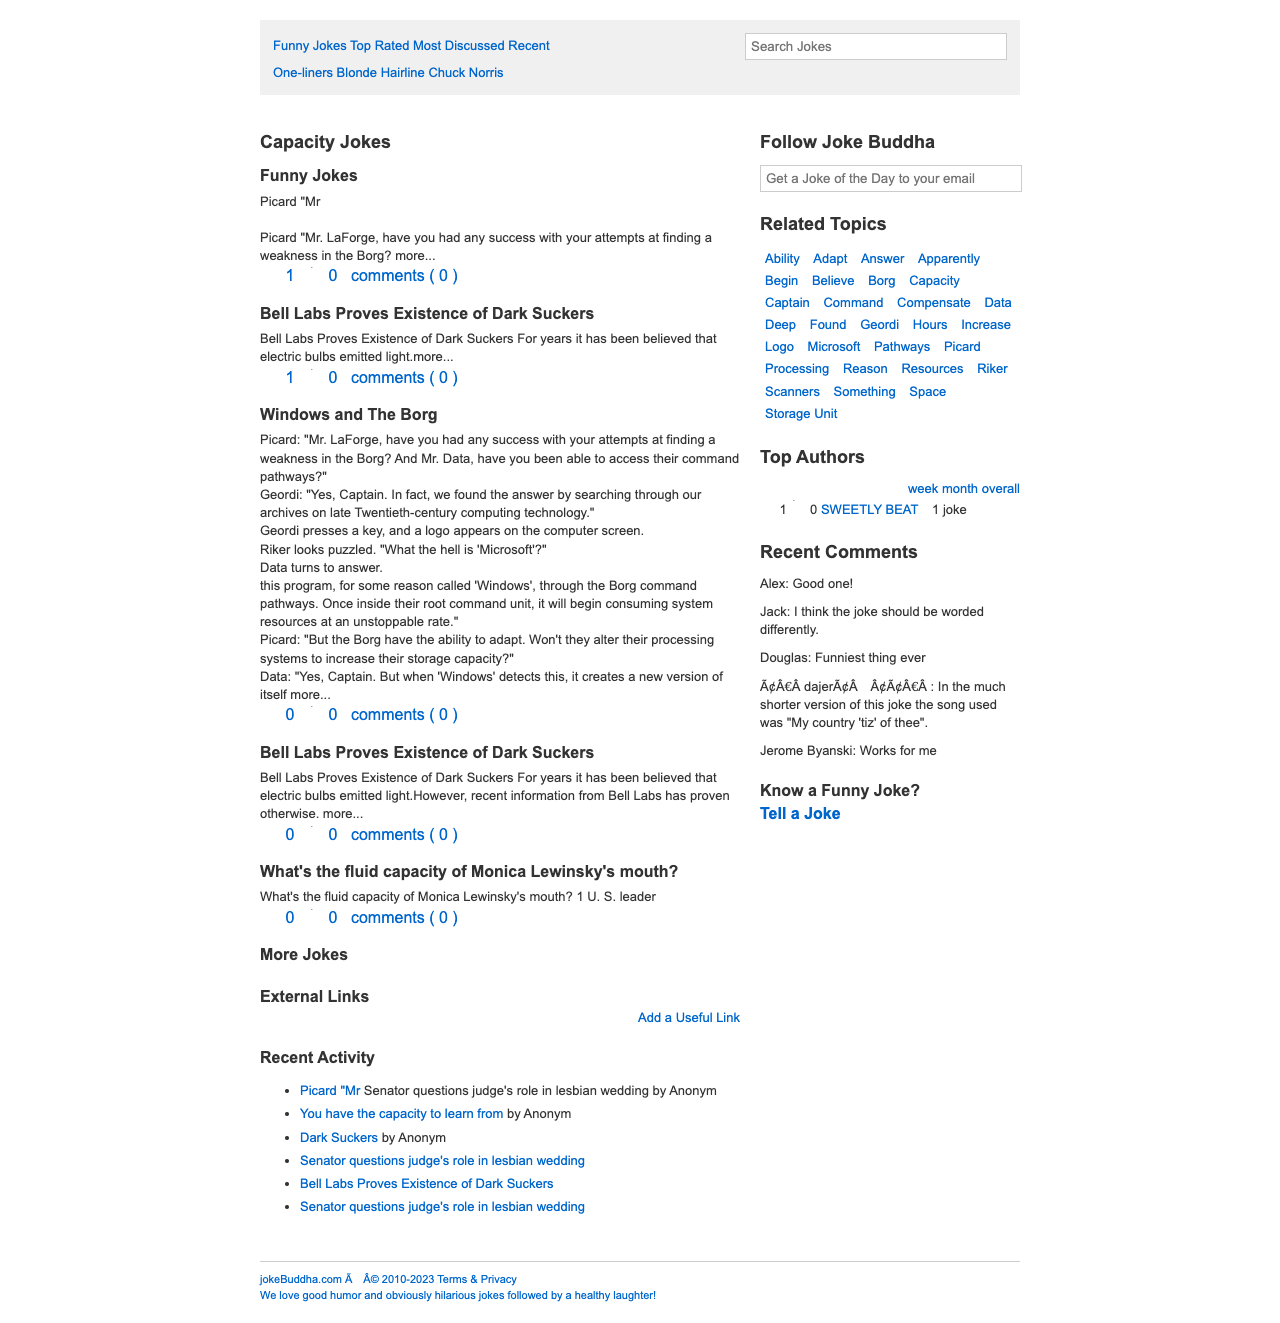 Funny Jokes Top Rated Most Discussed Recent
One-liners Blonde Hairline Chuck Norris
Search Jokes
Capacity Jokes
Funny Jokes
Picard "Mr
Picard "Mr. LaForge, have you had any success with your attempts at finding a
weakness in the Borg? more...
1 0 comments ( 0 )
Bell Labs Proves Existence of Dark Suckers
Bell Labs Proves Existence of Dark Suckers For years it has been believed that
electric bulbs emitted light.more...
1 0 comments ( 0 )
Windows and The Borg
Picard: "Mr. LaForge, have you had any success with your attempts at finding a
weakness in the Borg? And Mr. Data, have you been able to access their command
pathways?"
Geordi: "Yes, Captain. In fact, we found the answer by searching through our
archives on late Twentieth-century computing technology."
Geordi presses a key, and a logo appears on the computer screen.
Riker looks puzzled. "What the hell is 'Microsoft'?"
Data turns to answer.
this program, for some reason called 'Windows', through the Borg command
pathways. Once inside their root command unit, it will begin consuming system
resources at an unstoppable rate."
Picard: "But the Borg have the ability to adapt. Won't they alter their processing
systems to increase their storage capacity?"
Data: "Yes, Captain. But when 'Windows' detects this, it creates a new version of
itself more...
0 0 comments ( 0 )
Bell Labs Proves Existence of Dark Suckers
Bell Labs Proves Existence of Dark Suckers For years it has been believed that
electric bulbs emitted light.However, recent information from Bell Labs has proven
otherwise. more...
0 0 comments ( 0 )
What's the fluid capacity of Monica Lewinsky's mouth?
What's the fluid capacity of Monica Lewinsky's mouth? 1 U. S. leader
0 0 comments ( 0 )
More Jokes
External Links
Add a Useful Link
Recent Activity
• Picard "Mr Senator questions judge's role in lesbian wedding by Anonym
• You have the capacity to learn from by Anonym
• Dark Suckers by Anonym
• Senator questions judge's role in lesbian wedding
• Bell Labs Proves Existence of Dark Suckers
• Senator questions judge's role in lesbian wedding
Follow Joke Buddha
Get a Joke of the Day to your email
Related Topics
Ability Adapt Answer Apparently
Begin Believe Borg Capacity
Captain Command Compensate Data
Deep Found Geordi Hours Increase
Logo Microsoft Pathways Picard
Processing Reason Resources Riker
Scanners Something Space
Storage Unit
Top Authors
week month overall
1 0 SWEETLY BEAT 1 joke
Recent Comments
Alex: Good one!
Jack: I think the joke should be worded
differently.
Douglas: Funniest thing ever
Ã¢Â€Â dajerÃ¢Â Â¢Ã¢Â€Â : In the much
shorter version of this joke the song used
was "My country 'tiz' of thee".
Jerome Byanski: Works for me
Know a Funny Joke?
Tell a Joke
jokeBuddha.com Ã Â© 2010-2023 Terms & Privacy
We love good humor and obviously hilarious jokes followed by a healthy laughter!